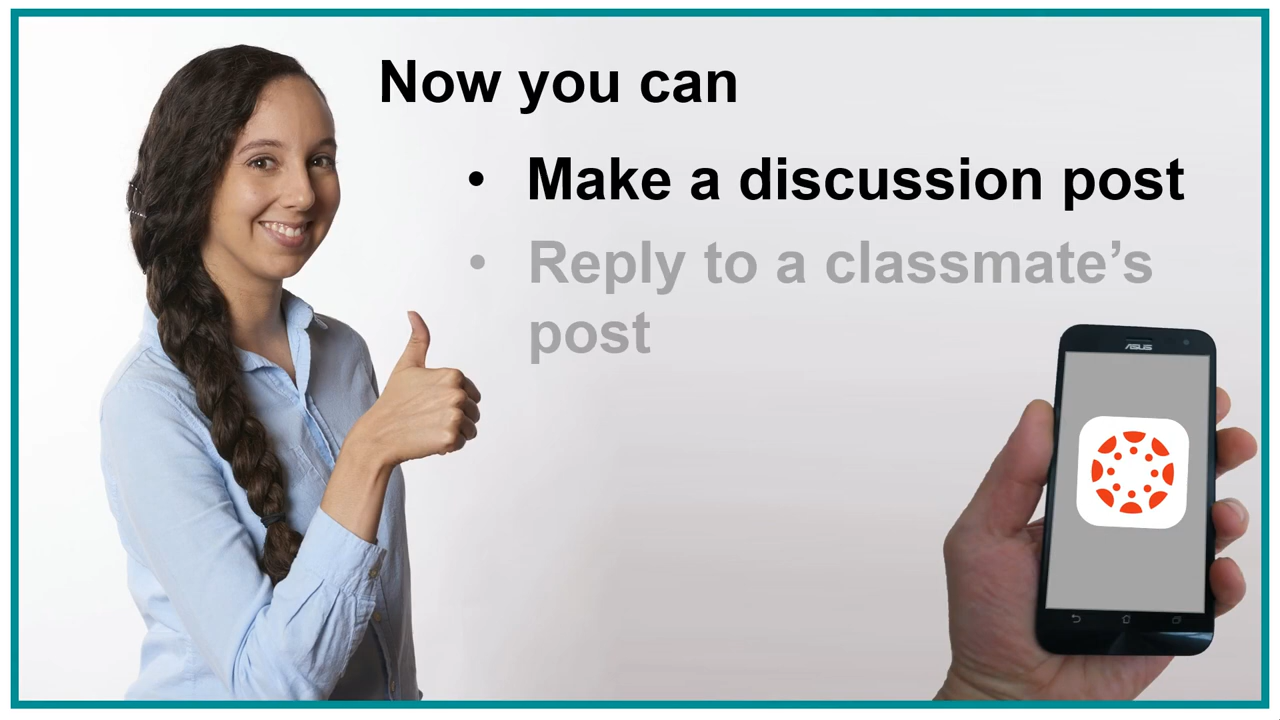 Now you can
• Make a discussion post
• Reply to a classmate’s
post
ASUS